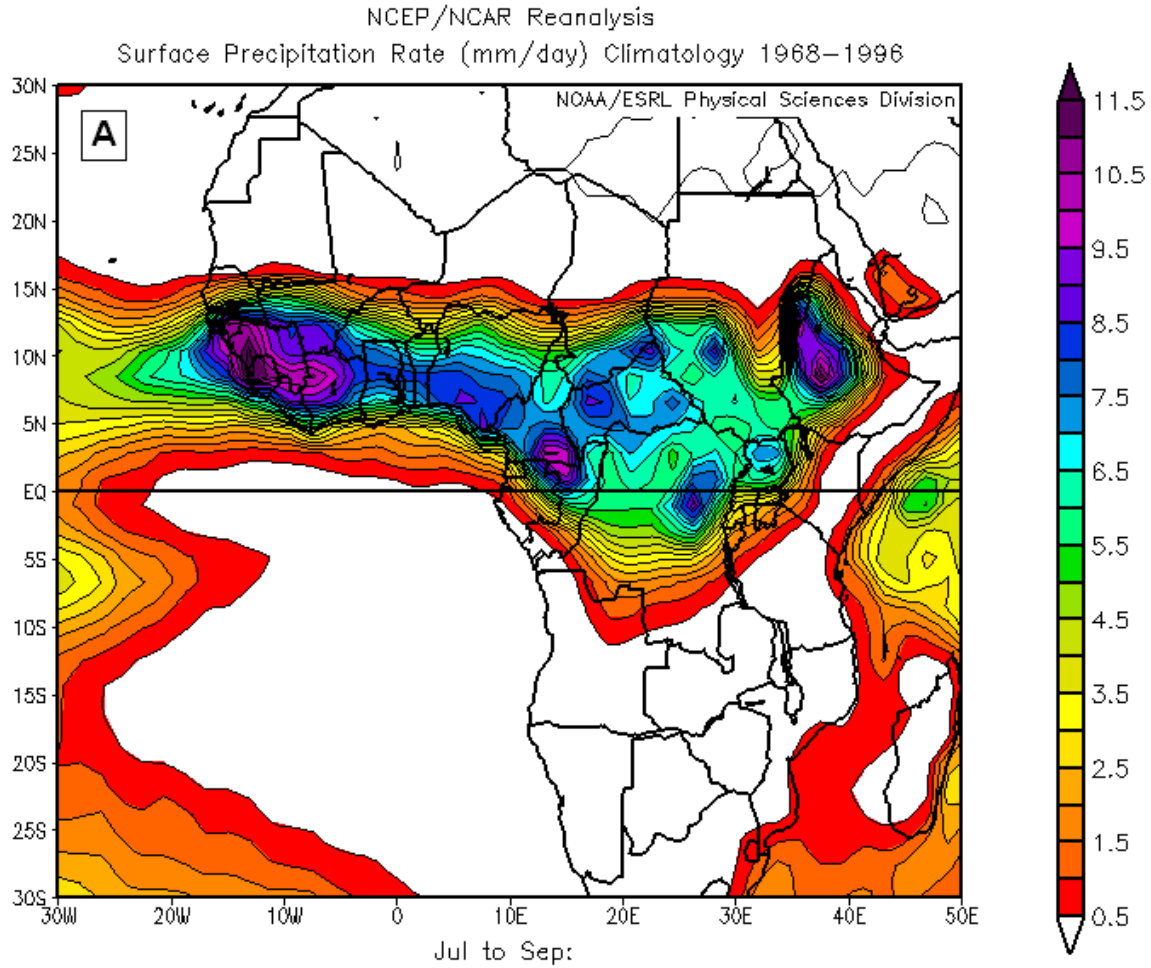 NCEP/NCAR Reanalysis
Surface Precipitation Rate (mm/day) Climatology 1968-1996
NOAA/ESRL Physical Sciences Division
A
30N
25N
20N
15N
10N
5N
EQ
5S
10S
15S
20S
25S
30S
30W
20W
10W
0
10E
20E
30E
40E
50E
Jul to Sep:
11.5
10.5
9.5
8.5
7.5
6.5
5.5
4.5
3.5
2.5
1.5
0.5